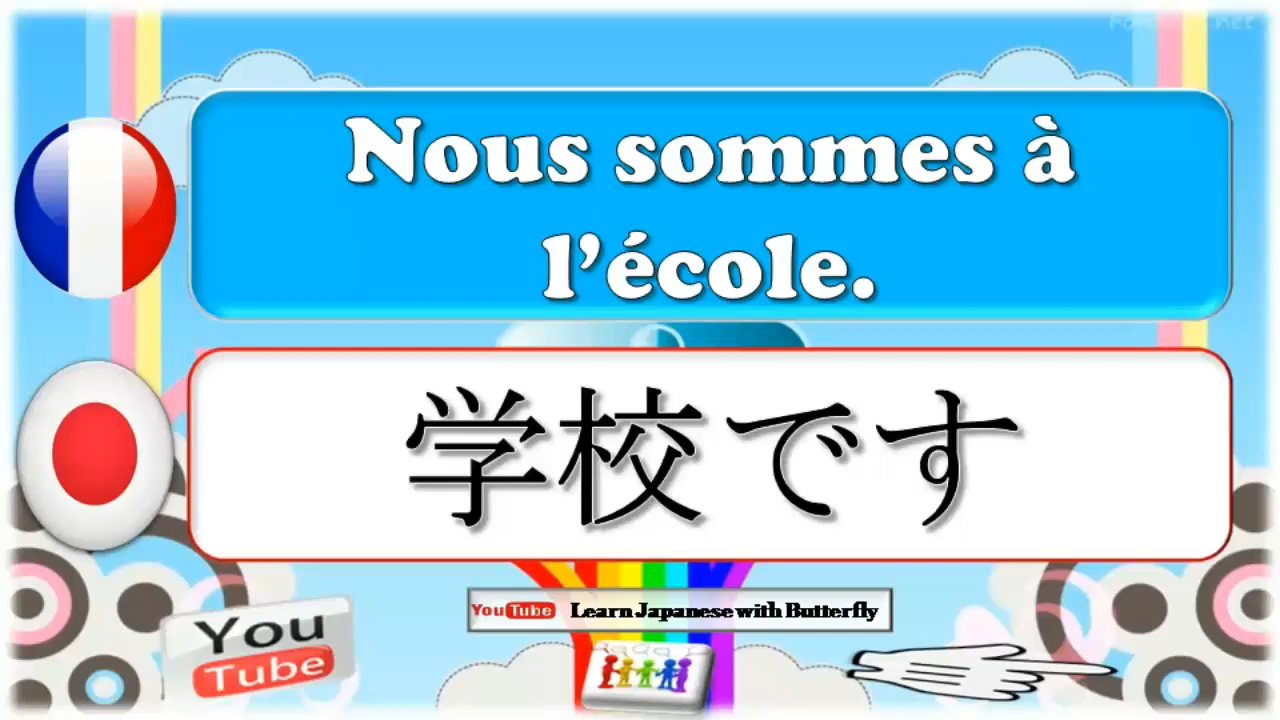 Nous sommes à
l'école.
学校です
YouTube Learn Japanese with Butterfly
You
Tube